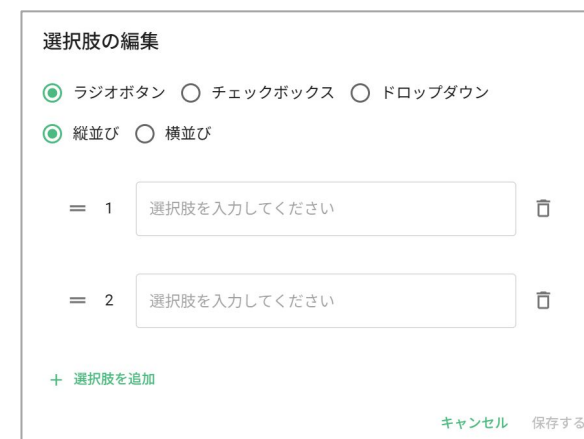 選択肢の編集
ラジオボタン チェックボックス ドロップダウン
縦並び 横並び
1 選択肢を入力してください
2 選択肢を入力してください
+ 選択肢を追加
キャンセル 保存する